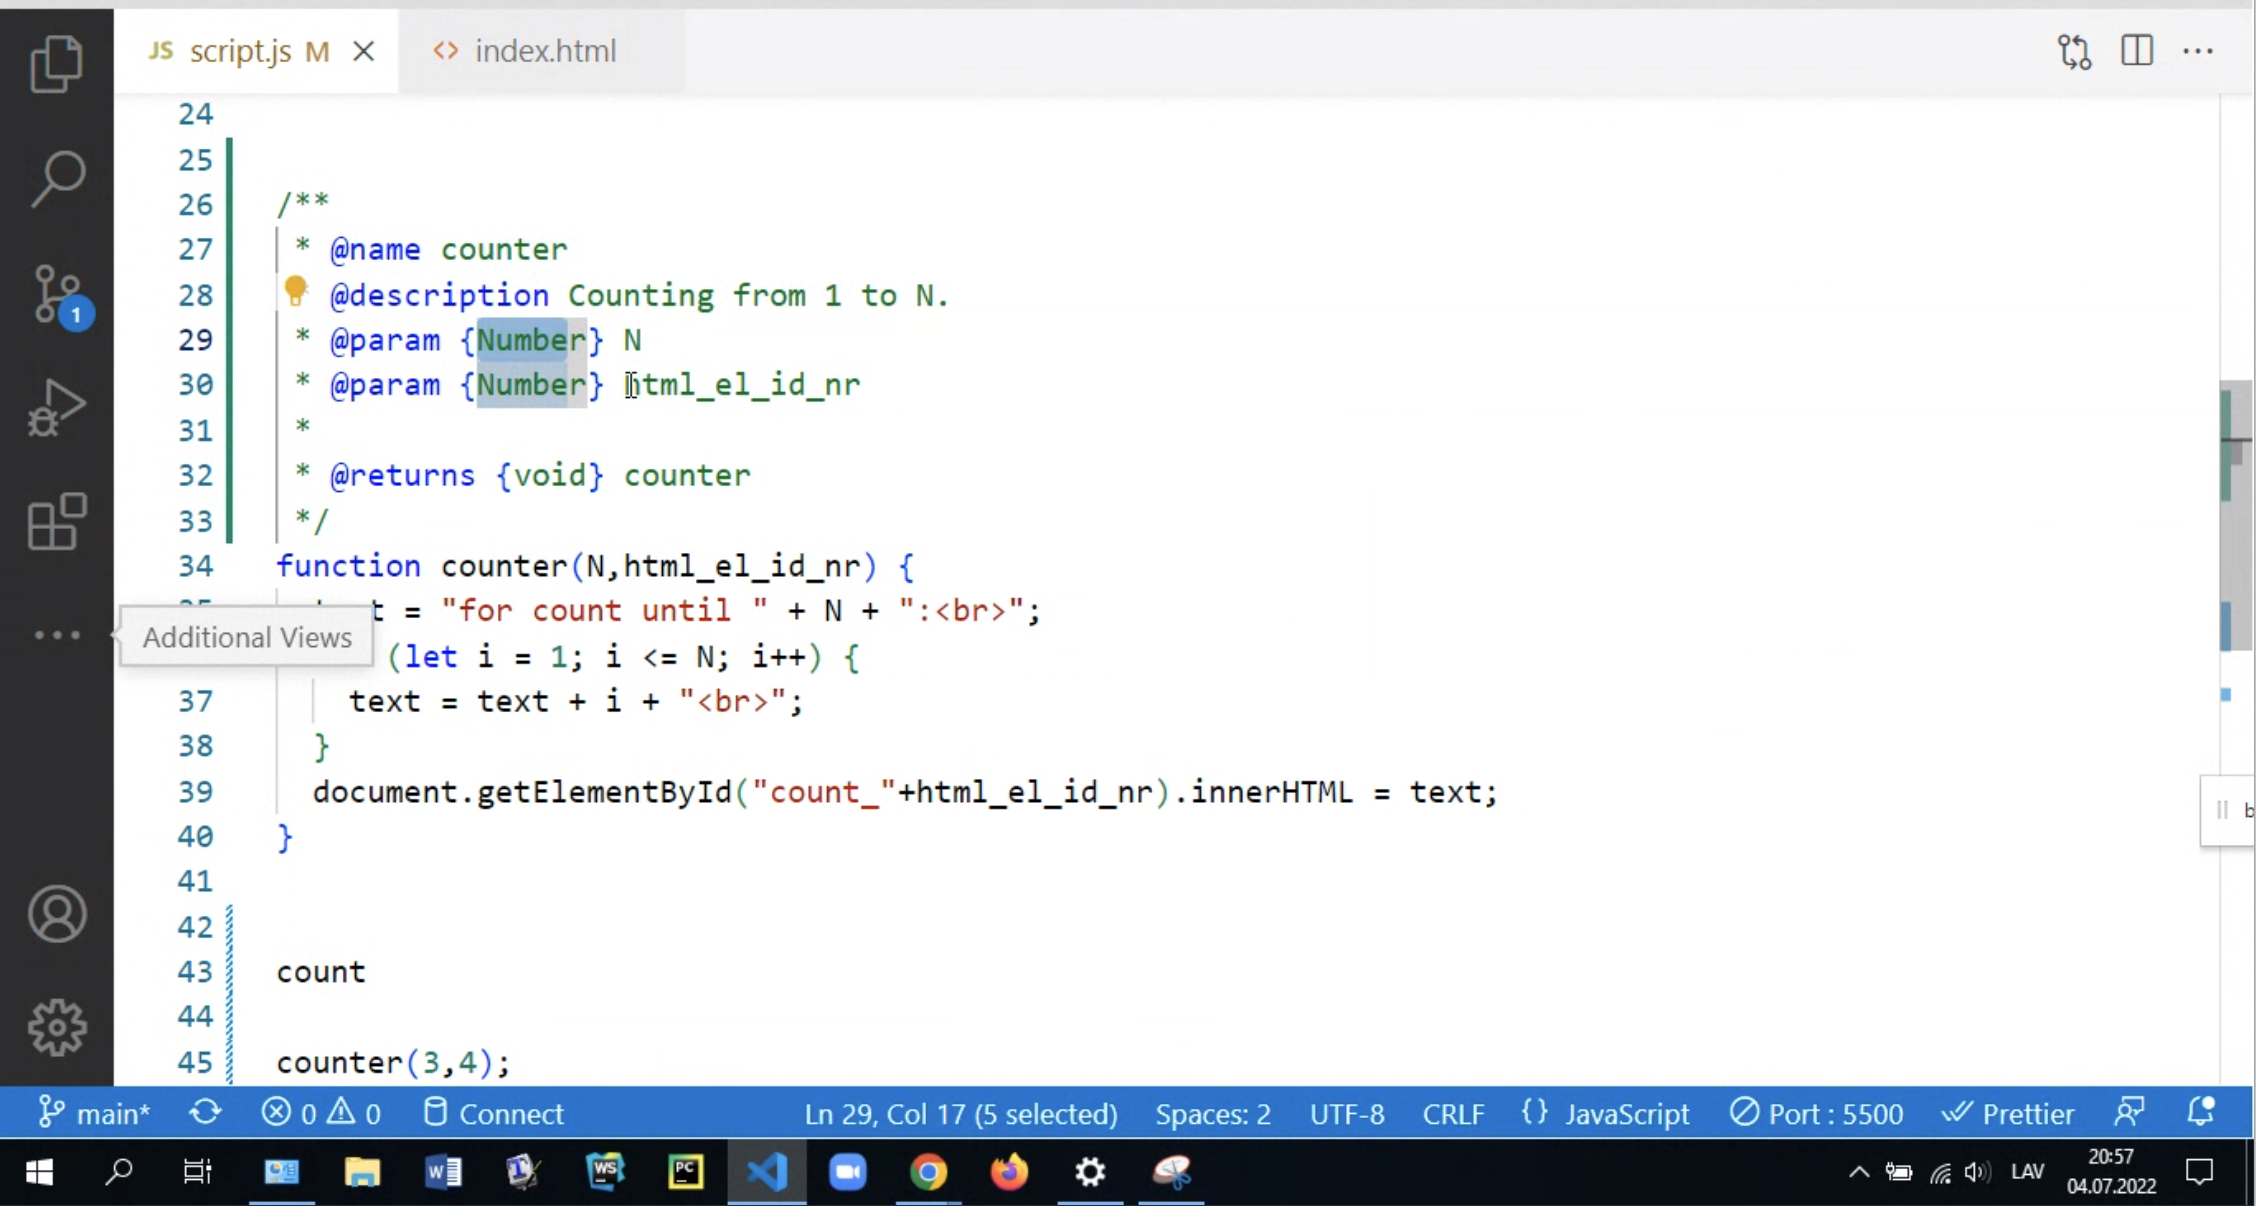 JS script.js M
<> index.html
24
25
26 /**
27 * @name counter
28 @description Counting from 1 to N.
29 * @param {Number} N
30 * @param {Number} html_el_id_nr
31 *
32 * @returns {void} counter
33 */
34 function counter(N,html_el_id_nr) {
= "for count until " + N + ":<br>";
Additional Views
(let i = 1; i <= N; i++) {
37 text = text + i + "<br>";
38 }
39 document.getElementById("count_"+html_el_id_nr).innerHTML = text;
40 }
41
42
43 count
44
45 counter(3,4);
1
main* 0 0 Connect Ln 29, Col 17 (5 selected) Spaces: 2 UTF-8 CRLF {} JavaScript Port : 5500 Prettier
W WS PC LAV 20:57
04.07.2022